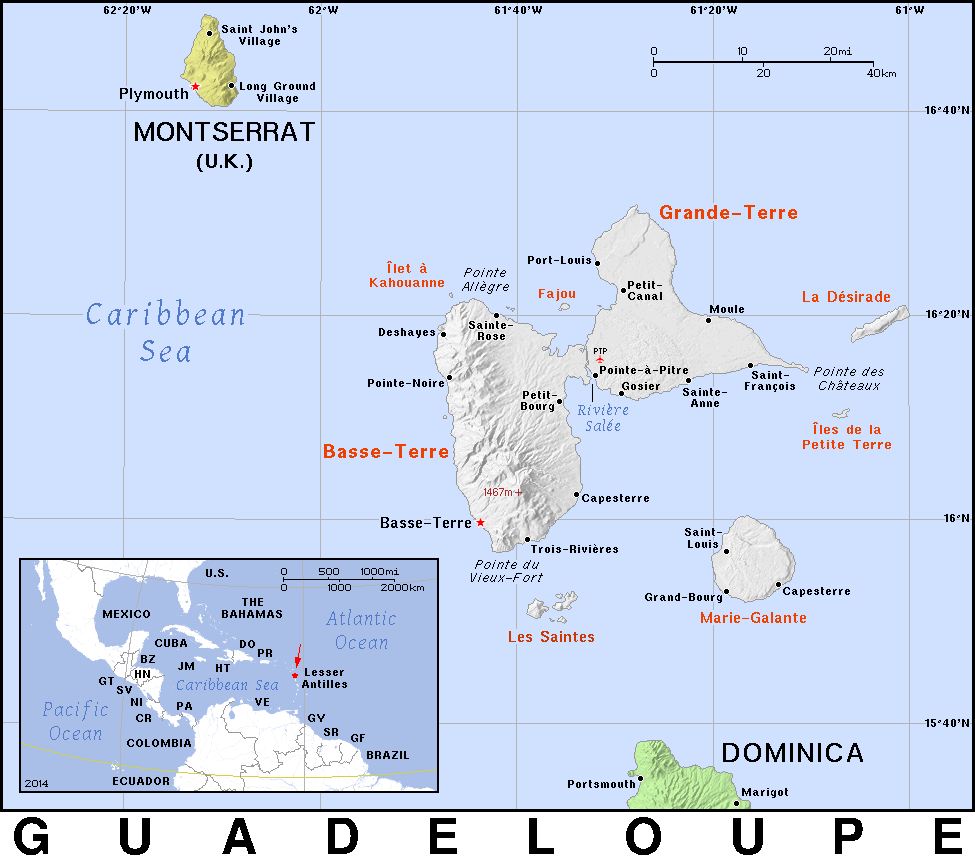 62°20'W
62°W
61°40'W
61°20'W
61°W
Saint John's
Village
Plymouth
Long Ground
Village
MONTSERRAT
(U.K.)
0 10 20mi
0 20 40km
16°40'N
Grande-Terre
Port-Louis
Îlet à
Kahouanne
Pointe
Allègre
Fajou
Petit-
Canal
La Désirade
Moule
Caribbean
Sea
16°20'N
Deshayes
Sainte-
Rose
PTP
Pointe-à-Pitre
Pointe-Noire
Gosier
Saint-
François
Pointe des
Châteaux
Petit-
Bourg
Sainte-
Anne
Rivière
Salée
Îles de la
Petite Terre
Basse-Terre
1467m
Capesterre
Basse-Terre
16°N
Trois-Rivières
Saint-
Louis
Pointe du
Vieux-Fort
Grand-Bourg
Capesterre
Marie-Galante
Les Saintes
U.S.
0 500 1000mi
0 1000 2000km
MEXICO
THE
BAHAMAS
Atlantic
Ocean
CUBA
DO
PR
BZ
JM
HT
HN
Caribbean Sea
Lesser
Antilles
GT
SV
NI
PA
VE
CR
Pacific
Ocean
GY
SR
GF
COLOMBIA
BRAZIL
ECUADOR
2014
15°40'N
DOMINICA
Portsmouth
Marigot
GUADELOUPE